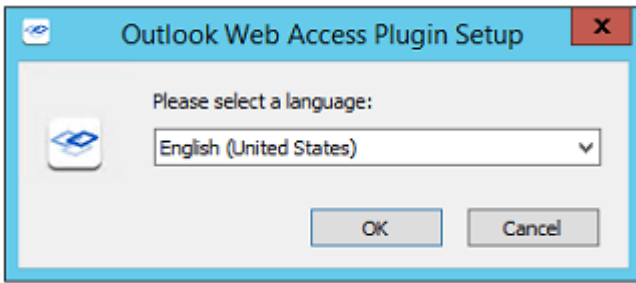 Outlook Web Access Plugin Setup
x
Please select a language:
English (United States)
OK
Cancel